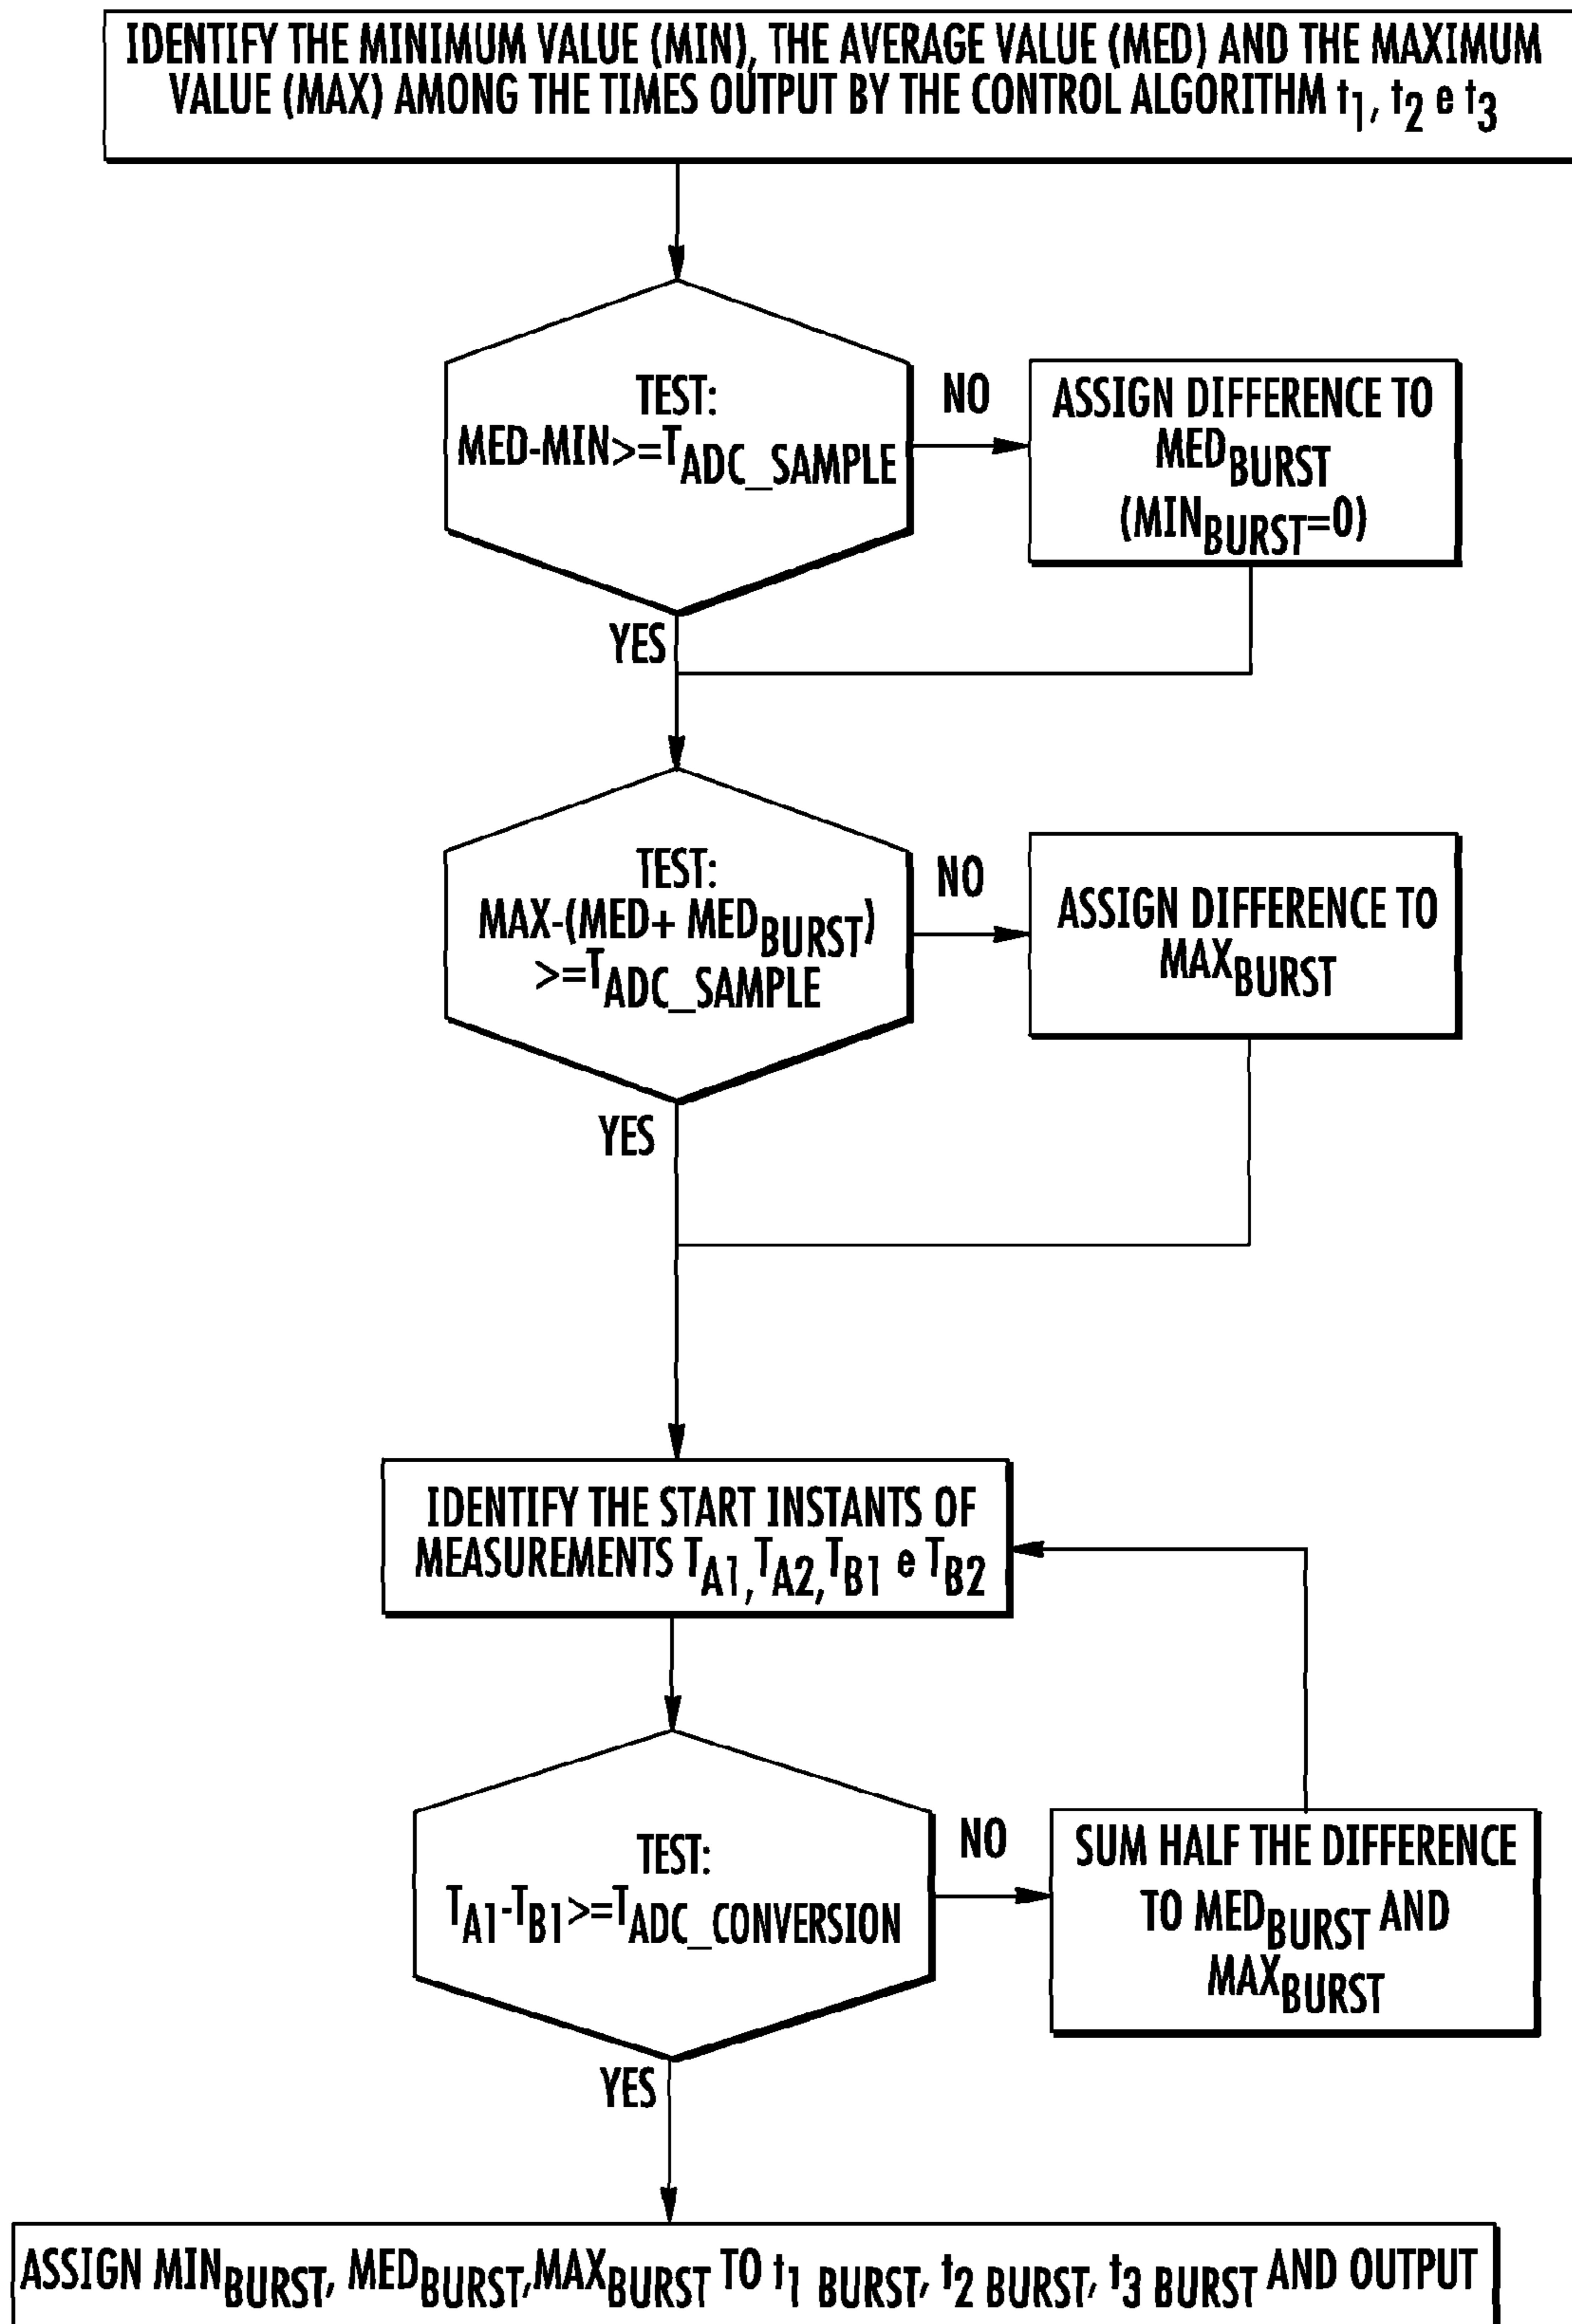 IDENTIFY THE MINIMUM VALUE (MIN), THE AVERAGE VALUE (MED) AND THE MAXIMUM
VALUE (MAX) AMONG THE TIMES OUTPUT BY THE CONTROL ALGORITHM t1, t2 e t3
TEST:
MED-MIN>=TADC_SAMPLE
NO
ASSIGN DIFFERENCE TO
MEDBURST
(MINBURST=0)
YES
TEST:
MAX-(MED+ MEDBURST)
>=TADC_SAMPLE
NO
ASSIGN DIFFERENCE TO
MAXBURST
YES
IDENTIFY THE START INSTANTS OF
MEASUREMENTS TA1, TA2, TB1 e TB2
TEST:
TA1-TB1>=TADC_CONVERSION
NO
SUM HALF THE DIFFERENCE
TO MEDBURST AND
MAXBURST
YES
ASSIGN MINBURST, MEDBURST, MAXBURST TO t1 BURST, t2 BURST, t3 BURST AND OUTPUT